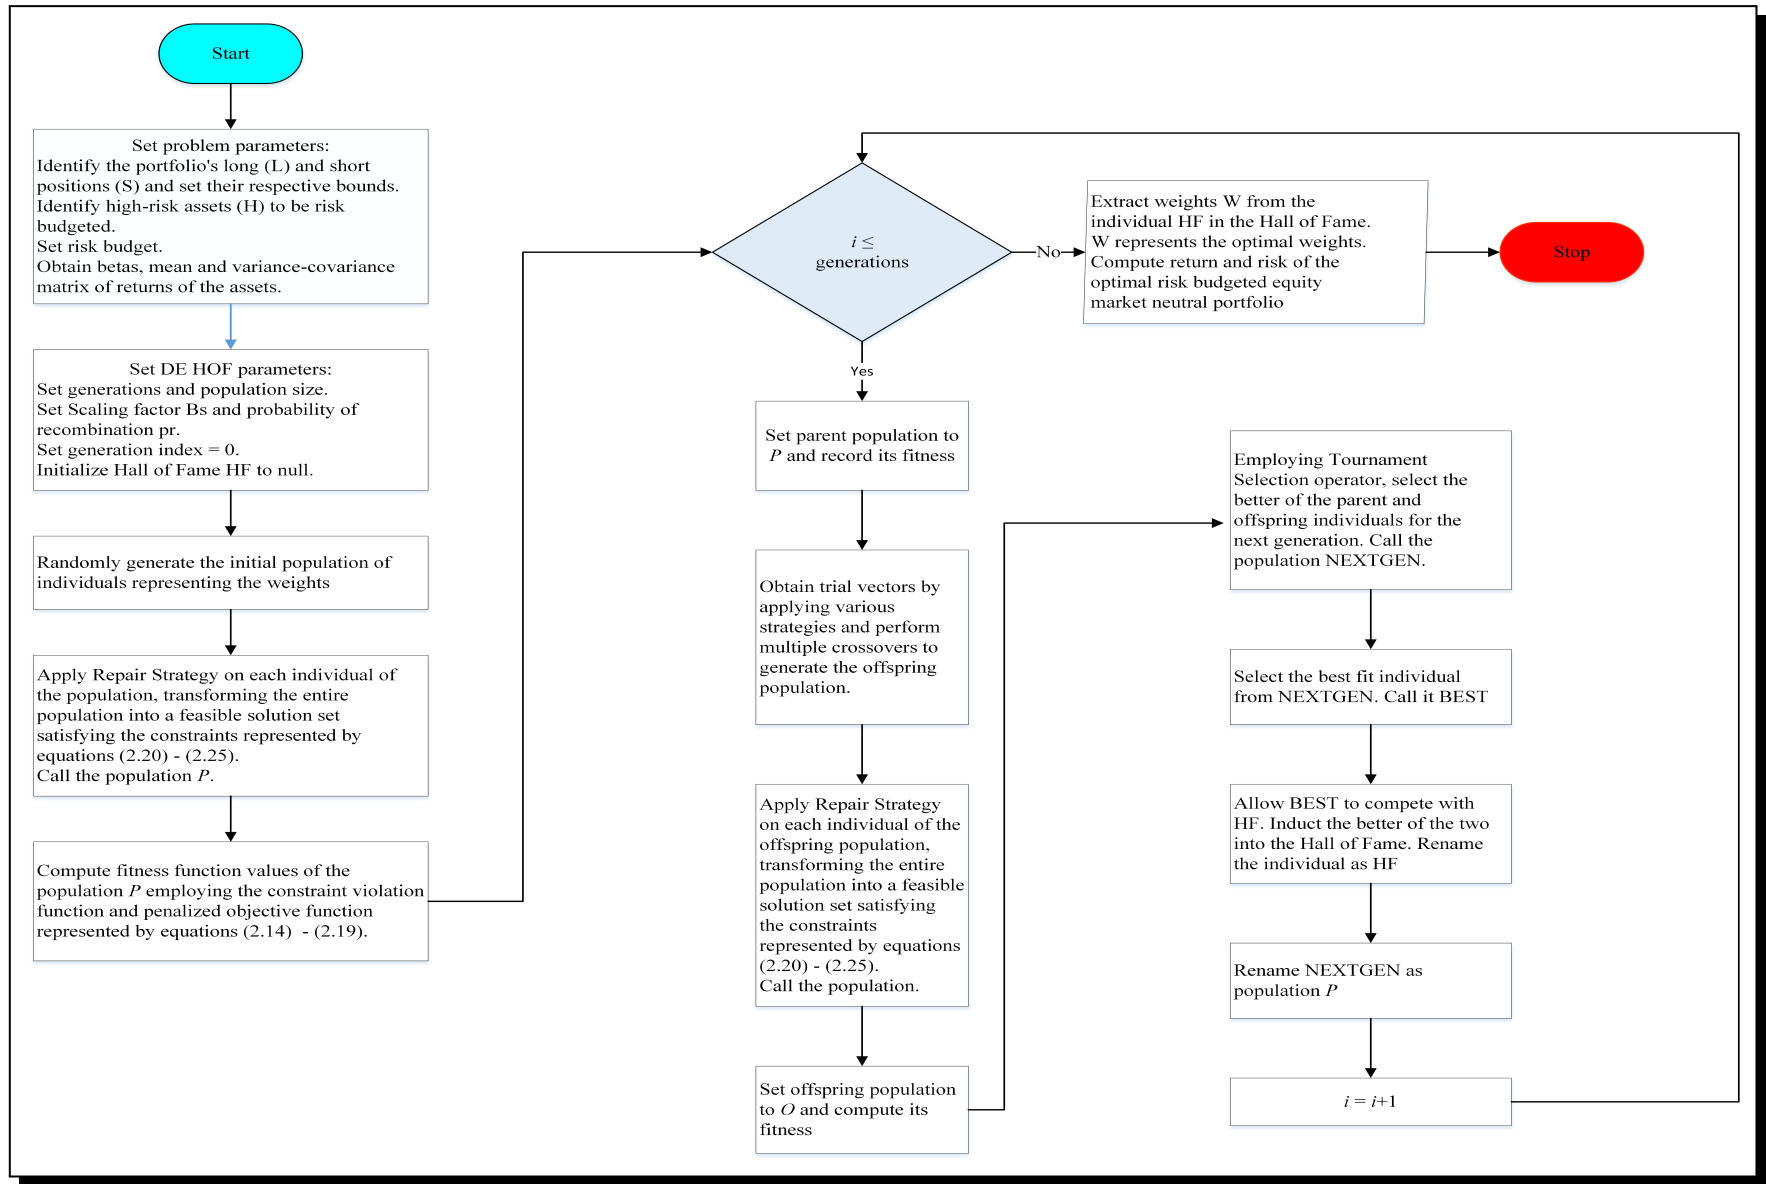 Start
Set problem parameters:
Identify the portfolio's long (L) and short
positions (S) and set their respective bounds.
Identify high-risk assets (H) to be risk
budgeted.
Set risk budget.
Obtain betas, mean and variance-covariance
matrix of returns of the assets.
Set DE HOF parameters:
Set generations and population size.
Set Scaling factor Bs and probability of
recombination pr.
Set generation index = 0.
Initialize Hall of Fame HF to null.
Randomly generate the initial population of
individuals representing the weights
Apply Repair Strategy on each individual of
the population, transforming the entire
population into a feasible solution set
satisfying the constraints represented by
equations (2.20) - (2.25).
Call the population P.
Compute fitness function values of the
population P employing the constraint violation
function and penalized objective function
represented by equations (2.14)  - (2.19).
i ≤
generations
No
Extract weights W from the
individual HF in the Hall of Fame.
W represents the optimal weights.
Compute return and risk of the
optimal risk budgeted equity
market neutral portfolio
Stop
Yes
Set parent population to
P and record its fitness
Obtain trial vectors by
applying various
strategies and perform
multiple crossovers to
generate the offspring
population.
Apply Repair Strategy
on each individual of the
offspring population,
transforming the entire
population into a feasible
solution set satisfying
the constraints
represented by equations
(2.20) - (2.25).
Call the population.
Set offspring population
to O and compute its
fitness
Employing Tournament
Selection operator, select the
better of the parent and
offspring individuals for the
next generation. Call the
population NEXTGEN.
Select the best fit individual
from NEXTGEN. Call it BEST
Allow BEST to compete with
HF. Induct the better of the two
into the Hall of Fame. Rename
the individual as HF
Rename NEXTGEN as
population P
i = i+1